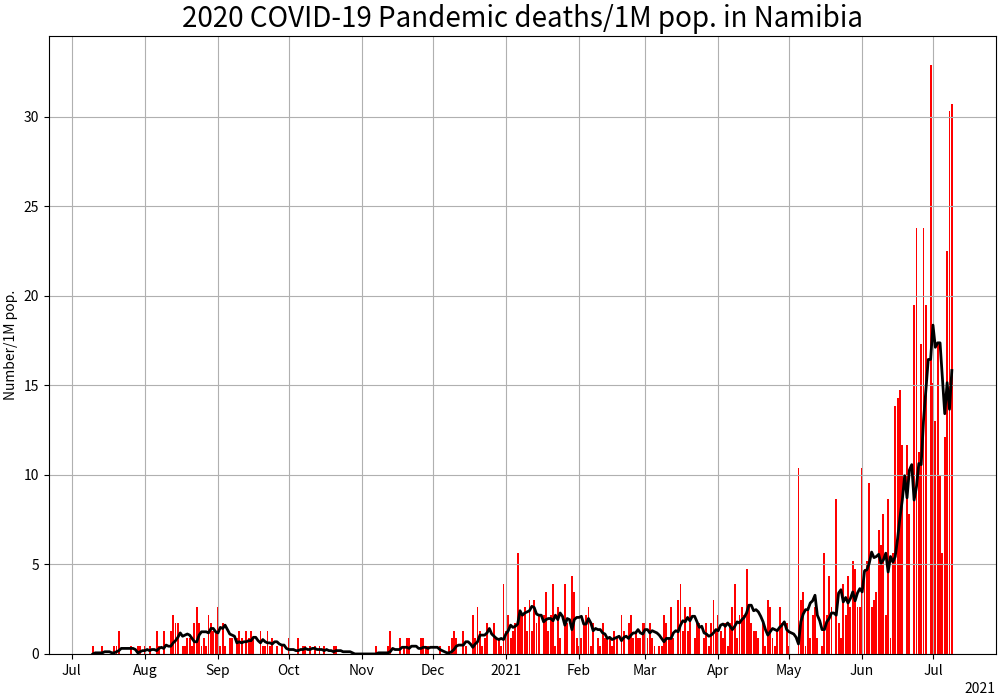 2020 COVID-19 Pandemic deaths/1M pop. in Namibia
Number/1M pop.
30
25
20
15
10
5
0
Jul Aug Sep Oct Nov Dec 2021 Feb Mar Apr May Jun Jul
2021